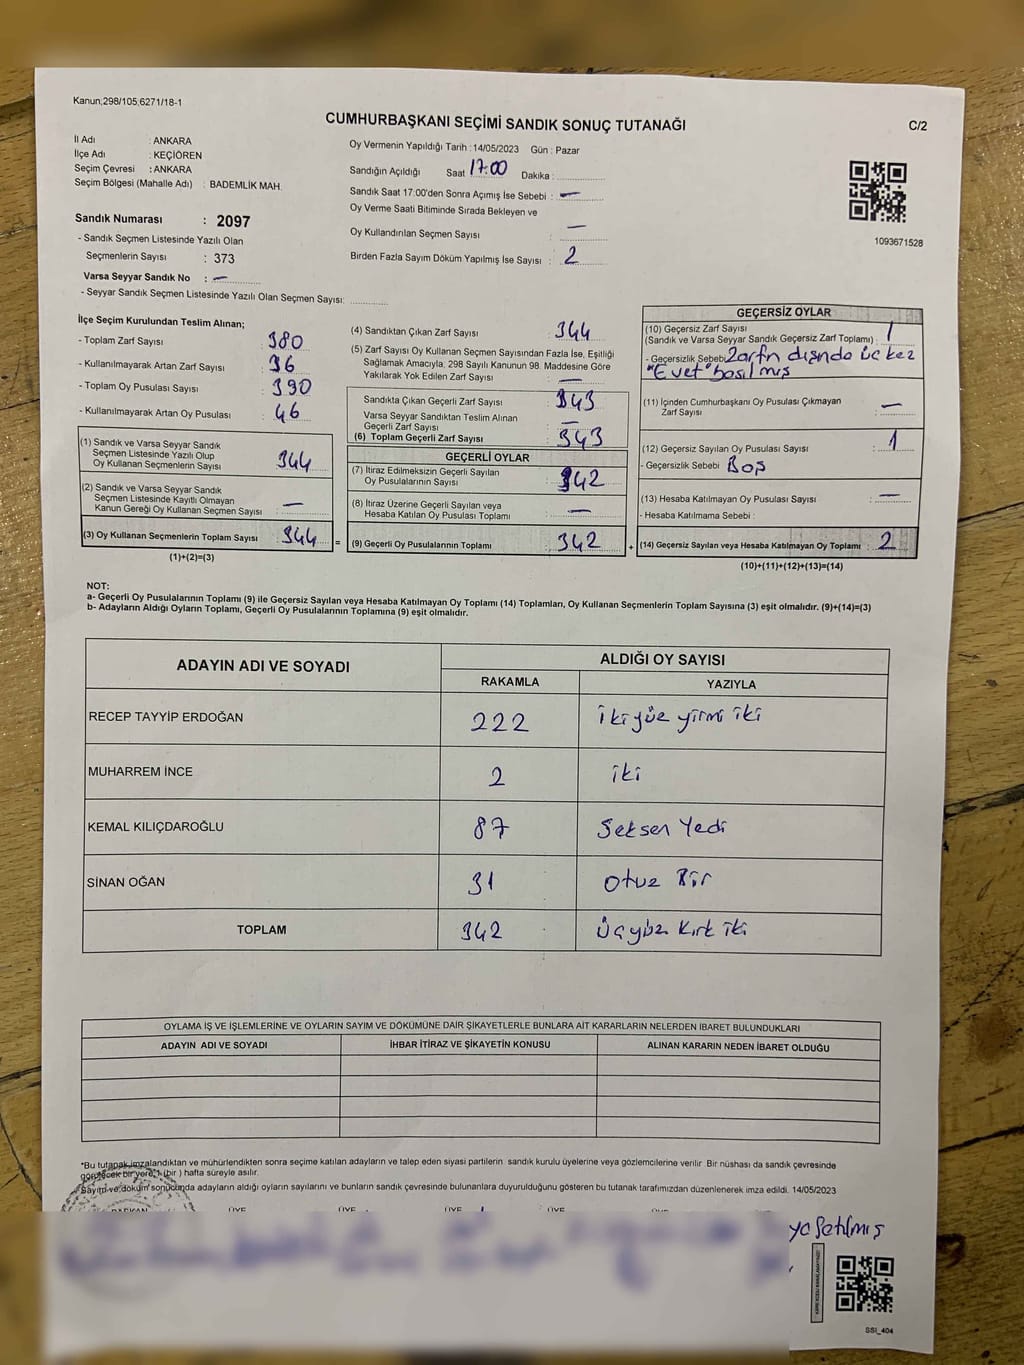 Kanun;298/105;6271/18-1
CUMHURBAŞKANI SEÇİMİ SANDIK SONUÇ TUTANAĞI
C/2
İl Adı : ANKARA
İlçe Adı : KEÇİÖREN
Seçim Çevresi : ANKARA
Seçim Bölgesi (Mahalle Adı) : BADEMLİK MAH.
Sandık Numarası : 2097
- Sandık Seçmen Listesinde Yazılı Olan
Seçmenlerin Sayısı : 373
Varsa Seyyar Sandık No : —
- Seyyar Sandık Seçmen Listesinde Yazılı Olan Seçmen Sayısı:
Oy Vermenin Yapıldığı Tarih : 14/05/2023 Gün : Pazar
Sandığın Açıldığı Saat 17:00 Dakika :
Sandık Saat 17.00'den Sonra Açımış İse Sebebi : —
Oy Verme Saati Bitiminde Sırada Bekleyen ve
Oy Kullandırılan Seçmen Sayısı : —
Birden Fazla Sayım Döküm Yapılmış İse Sayısı : 2
1093671528
İlçe Seçim Kurulundan Teslim Alınan;
- Toplam Zarf Sayısı : 380
- Kullanılmayarak Artan Zarf Sayısı : 36
- Toplam Oy Pusulası Sayısı : 390
- Kullanılmayarak Artan Oy Pusulası : 46
(1) Sandık ve Varsa Seyyar Sandık
Seçmen Listesinde Yazılı Olup
Oy Kullanan Seçmenlerin Sayısı : 344
(2) Sandık ve Varsa Seyyar Sandık
Seçmen Listesinde Kayıtlı Olmayan
Kanun Gereği Oy Kullanan Seçmen Sayısı : —
(3) Oy Kullanan Seçmenlerin Toplam Sayısı : 344
(1)+(2)=(3)
(4) Sandıktan Çıkan Zarf Sayısı : 344
(5) Zarf Sayısı Oy Kullanan Seçmen Sayısından Fazla İse, Eşitliği
Sağlamak Amacıyla; 298 Sayılı Kanunun 98. Maddesine Göre
Yakılarak Yok Edilen Zarf Sayısı : —
Sandıkta Çıkan Geçerli Zarf Sayısı : 343
Varsa Seyyar Sandıktan Teslim Alınan
Geçerli Zarf Sayısı : —
(6) Toplam Geçerli Zarf Sayısı : 343
GEÇERLİ OYLAR
(7) İtiraz Edilmeksizin Geçerli Sayılan
Oy Pusulalarının Sayısı : 342
(8) İtiraz Üzerine Geçerli Sayılan veya
Hesaba Katılan Oy Pusulası Toplamı : —
= (9) Geçerli Oy Pusulalarının Toplamı : 342 +
GEÇERSİZ OYLAR
(10) Geçersiz Zarf Sayısı
(Sandık ve Varsa Seyyar Sandık Geçersiz Zarf Toplamı) : 1
- Geçersizlik Sebebi Zarfın dışında üç kez
"Evet" basılmış
(11) İçinden Cumhurbaşkanı Oy Pusulası Çıkmayan
Zarf Sayısı : —
(12) Geçersiz Sayılan Oy Pusulası Sayısı : 1
- Geçersizlik Sebebi Boş
(13) Hesaba Katılmayan Oy Pusulası Sayısı : —
- Hesaba Katılmama Sebebi :
(14) Geçersiz Sayılan veya Hesaba Katılmayan Oy Toplamı : 2
(10)+(11)+(12)+(13)=(14)
NOT:
a- Geçerli Oy Pusulalarının Toplamı (9) ile Geçersiz Sayılan veya Hesaba Katılmayan Oy Toplamı (14) Toplamları, Oy Kullanan Seçmenlerin Toplam Sayısına (3) eşit olmalıdır. (9)+(14)=(3)
b- Adayların Aldığı Oyların Toplamı, Geçerli Oy Pusulalarının Toplamına (9) eşit olmalıdır.
ADAYIN ADI VE SOYADI
ALDIĞI OY SAYISI
RAKAMLA YAZIYLA
RECEP TAYYİP ERDOĞAN 222 İkiyüz yirmi iki
MUHARREM İNCE 2 iki
KEMAL KILIÇDAROĞLU 87 Seksen Yedi
SİNAN OĞAN 31 Otuz Bir
TOPLAM 342 Üçyüz Kırk iki
OYLAMA İŞ VE İŞLEMLERİNE VE OYLARIN SAYIM VE DÖKÜMÜNE DAİR ŞİKAYETLERLE BUNLARA AİT KARARLARIN NELERDEN İBARET BULUNDUKLARI
ADAYIN ADI VE SOYADI İHBAR İTİRAZ VE ŞİKAYETİN KONUSU ALINAN KARARIN NEDEN İBARET OLDUĞU
*Bu tutanak,imzalandıktan ve mühürlendikten sonra seçime katılan adayların ve talep eden siyasi partilerin sandık kurulu üyelerine veya gözlemcilerine verilir Bir nüshası da sandık çevresinde
görülecek bir yere,1 (bir ) hafta süreyle asılır.
Sayım ve döküm sonucunda adayların aldığı oyların sayılarını ve bunların sandık çevresinde bulunanlara duyurulduğunu gösteren bu tutanak tarafımızdan düzenlenerek imza edildi. 14/05/2023
BAŞKAN ÜYE ÜYE ÜYE ÜYE ÜYE
SSİ_404